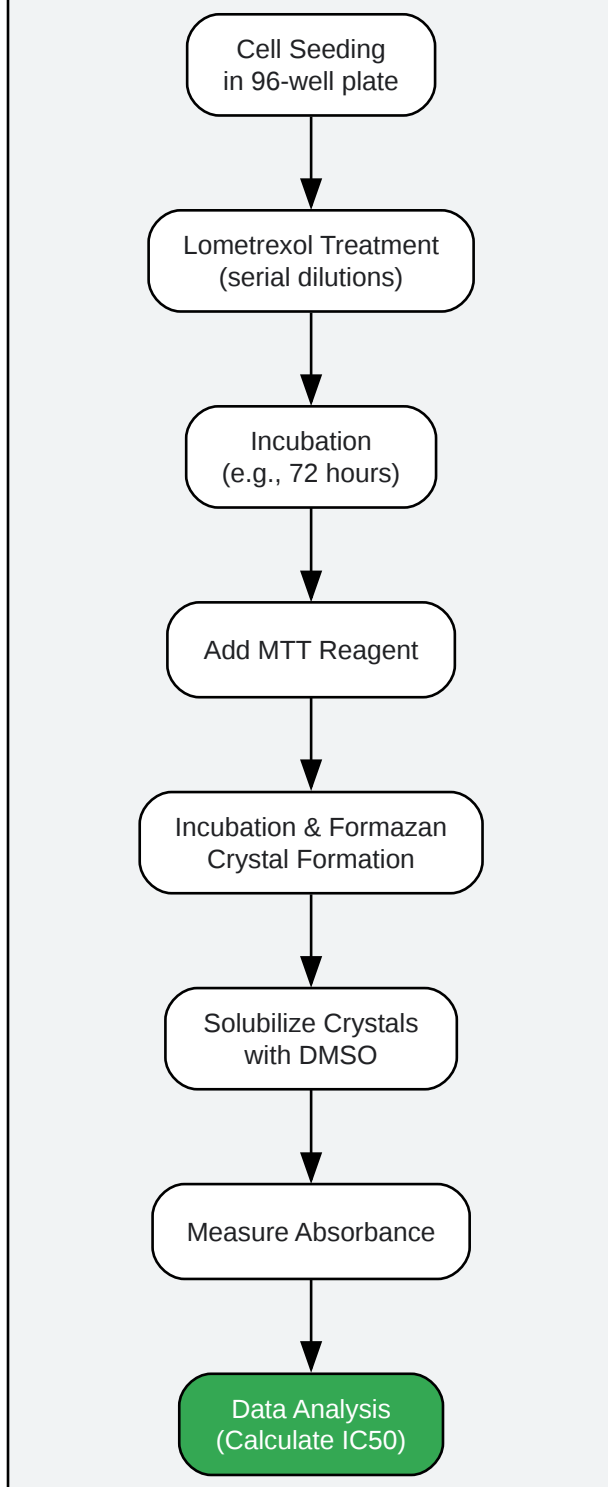 Cell Seeding
in 96-well plate
Lometrexol Treatment
(serial dilutions)
Incubation
(e.g., 72 hours)
Add MTT Reagent
Incubation & Formazan
Crystal Formation
Solubilize Crystals
with DMSO
Measure Absorbance
Data Analysis
(Calculate IC50)